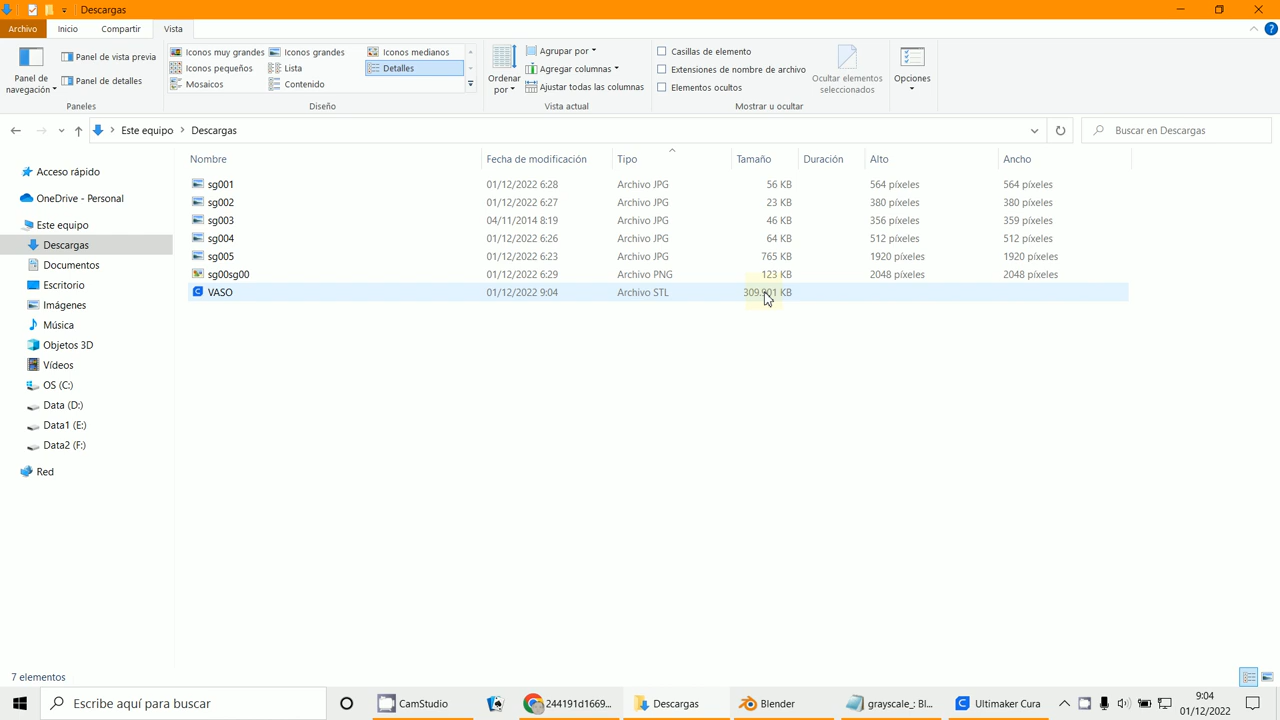 Descargas
Archivo Inicio Compartir Vista
Panel de navegación
Panel de vista previa
Panel de detalles
Paneles
Iconos muy grandes Iconos grandes Iconos medianos
Iconos pequeños Lista Detalles
Mosaicos Contenido
Diseño
Ordenar por
Agrupar por
Agregar columnas
Ajustar todas las columnas
Vista actual
Casillas de elemento
Extensiones de nombre de archivo
Elementos ocultos
Ocultar elementos seleccionados
Mostrar u ocultar
Opciones
Este equipo Descargas
Buscar en Descargas
Nombre Fecha de modificación Tipo Tamaño Duración Alto Ancho
sg001 01/12/2022 6:28 Archivo JPG 56 KB 564 píxeles 564 píxeles
sg002 01/12/2022 6:27 Archivo JPG 23 KB 380 píxeles 380 píxeles
sg003 04/11/2014 8:19 Archivo JPG 46 KB 356 píxeles 359 píxeles
sg004 01/12/2022 6:26 Archivo JPG 64 KB 512 píxeles 512 píxeles
sg005 01/12/2022 6:23 Archivo JPG 765 KB 1920 píxeles 1920 píxeles
sg00sg00 01/12/2022 6:29 Archivo PNG 123 KB 2048 píxeles 2048 píxeles
VASO 01/12/2022 9:04 Archivo STL 309.901 KB
Acceso rápido
OneDrive - Personal
Este equipo
Descargas
Documentos
Escritorio
Imágenes
Música
Objetos 3D
Vídeos
OS (C:)
Data (D:)
Data1 (E:)
Data2 (F:)
Red
7 elementos
Escribe aquí para buscar
CamStudio
244191d1669...
Descargas
Blender
grayscale_: Bl...
Ultimaker Cura
9:04
01/12/2022